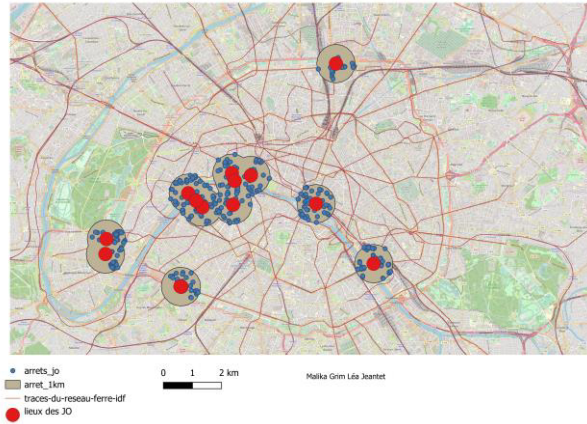 arrets_jo
arret_1km
traces-du-reseau-ferre-idf
lieux des JO
0 1 2 km
Malika Grim Léa Jeantet